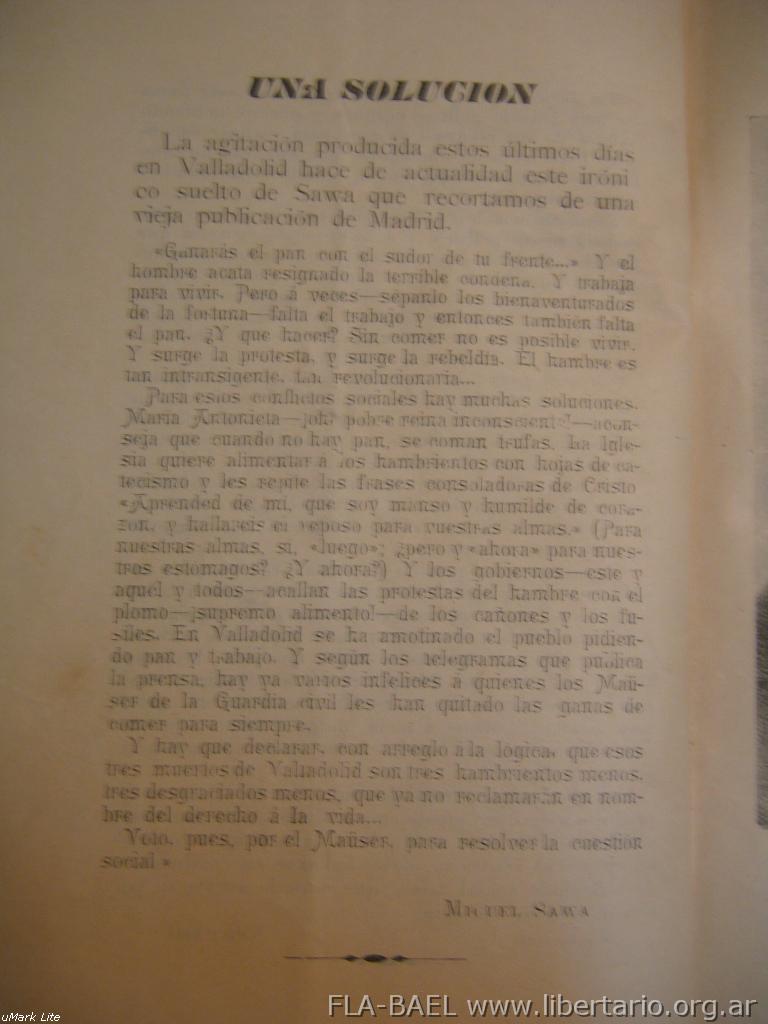 UNA SOLUCION
La agitación producida estos últimos días
en Valladolid hace de actualidad este iróni
co suelto de Sawa que recortamos de una
vieja publicación de Madrid.
«Ganarás el pan con el sudor de tu frente...» Y el
hombre acata resignado la terrible condena. Y trabaja
para vivir. Pero á veces—sépanlo los bienaventurados
de la fortuna—falta el trabajo y entonces también falta
el pan. ¿Y que hacer? Sin comer no es posible vivir.
Y surge la protesta, y surge la rebeldía. El hambre es
tan intransigente, tan revolucionaria...
Para estos conflictos sociales hay muchas soluciones.
María Antonieta—¡oh! pobre reina inconsciente!—acon-
seja que cuando no hay pan, se coman trufas. La Igle-
sia quiere alimentar á los hambrientos con hojas de ca-
tecismo y les repite las frases consoladoras de Cristo
«Aprended de mí, que soy manso y humilde de cora-
zón, y hallareis el reposo para vuestras almas.» (Para
nuestras almas, si, «luego»; ¿pero y «ahora» para nues-
tros estomagos? ¿Y ahora?) Y los gobiernos—este y
aquel y todos—acallan las protestas del hambre con el
plomo—¡supremo alimento!—de los cañones y los fu-
siles. En Valladolid se ha amotinado el pueblo pidien-
do pan y trabajo. Y según los telegramas que publica
la prensa, hay ya varios infelices á quienes los Maü-
ser de la Guardia civil les han quitado las ganas de
comer para siempre.
Y hay que declarar, con arreglo á la logica, que esos
tres muertos de Valladolid son tres hambrientos menos,
tres desgraciados menos, que ya no reclamarán en nom-
bre del derecho á la vida...
Voto, pues, por el Maüser, para resolver la cuestión
social »
MIGUEL SAWA
uMark Lite
FLA-BAEL www.libertario.org.ar